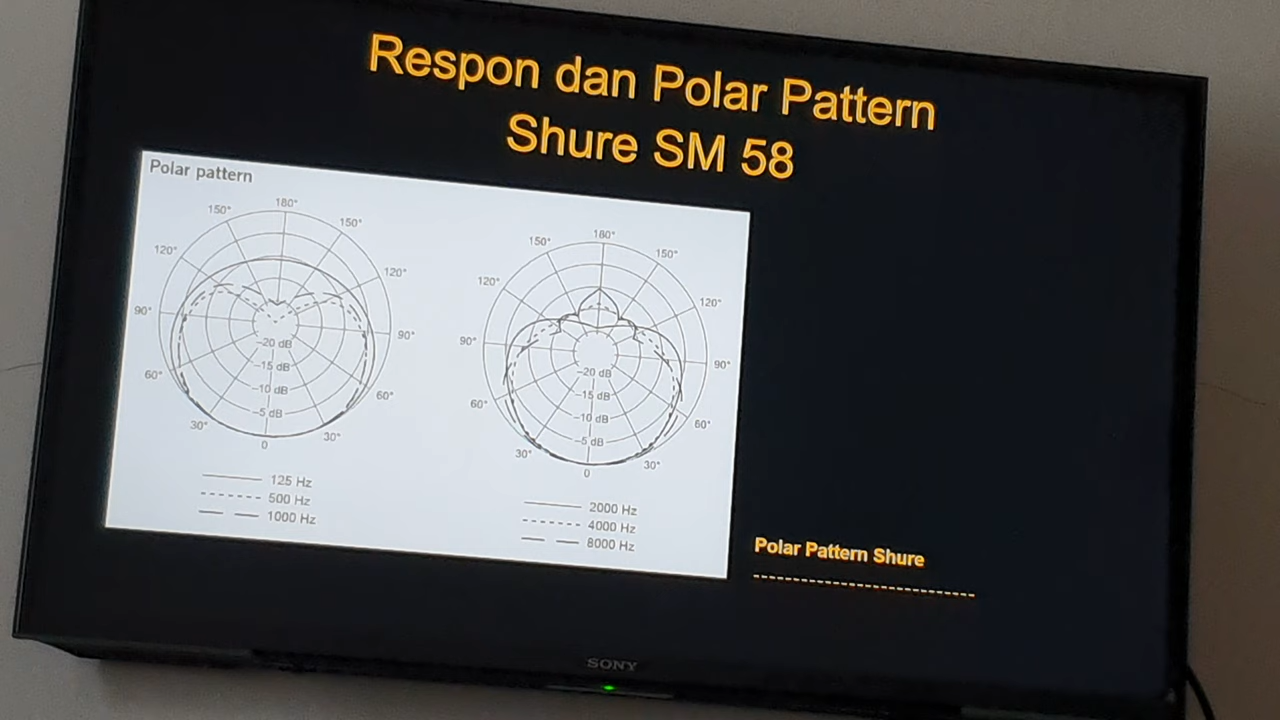 Respon dan Polar Pattern
Shure SM 58
Polar pattern
180°
150° 150°
120° 120°
90° 90°
60° 60°
30° 30°
0
-20 dB
-15 dB
-10 dB
-5 dB
125 Hz
500 Hz
1000 Hz
180°
150° 150°
120° 120°
90° 90°
60° 60°
30° 30°
0
-20 dB
-15 dB
-10 dB
-5 dB
2000 Hz
4000 Hz
8000 Hz
Polar Pattern Shure
SONY